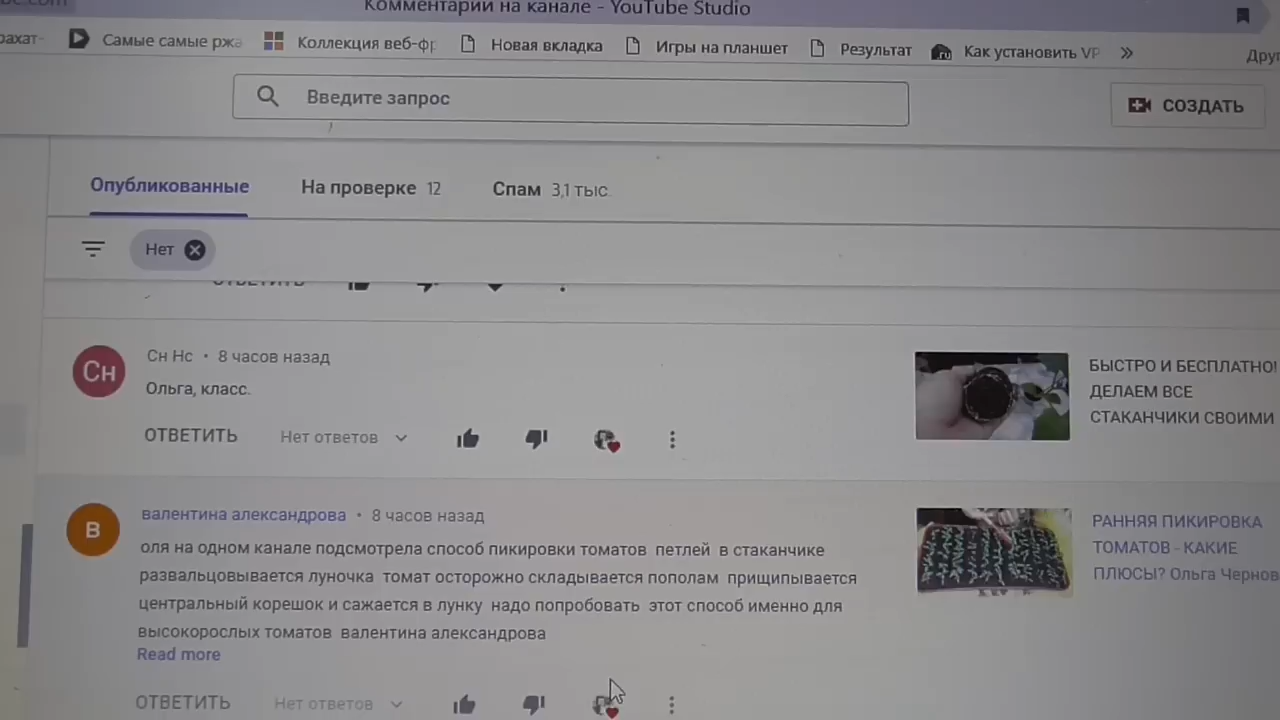 Комментарии на канале - YouTube Studio
Самые самые ржа
Коллекция веб-фр
Новая вкладка
Игры на планшет
Результат
Как установить VP
»
Друг
Введите запрос
СОЗДАТЬ
Опубликованные
На проверке 12
Спам 3,1 тыс.
Нет
ОТВЕТИТЬ
Сн
Сн Нс • 8 часов назад
Ольга, класс.
ОТВЕТИТЬ
Нет ответов
БЫСТРО И БЕСПЛАТНО!
ДЕЛАЕМ ВСЕ
СТАКАНЧИКИ СВОИМИ
В
валентина александрова • 8 часов назад
оля на одном канале подсмотрела способ пикировки томатов петлей в стаканчике
развальцовывается луночка томат осторожно складывается пополам прищипывается
центральный корешок и сажается в лунку надо попробовать этот способ именно для
высокорослых томатов валентина александрова
Read more
ОТВЕТИТЬ
Нет ответов
РАННЯЯ ПИКИРОВКА
ТОМАТОВ - КАКИЕ
ПЛЮСЫ? Ольга Чернов